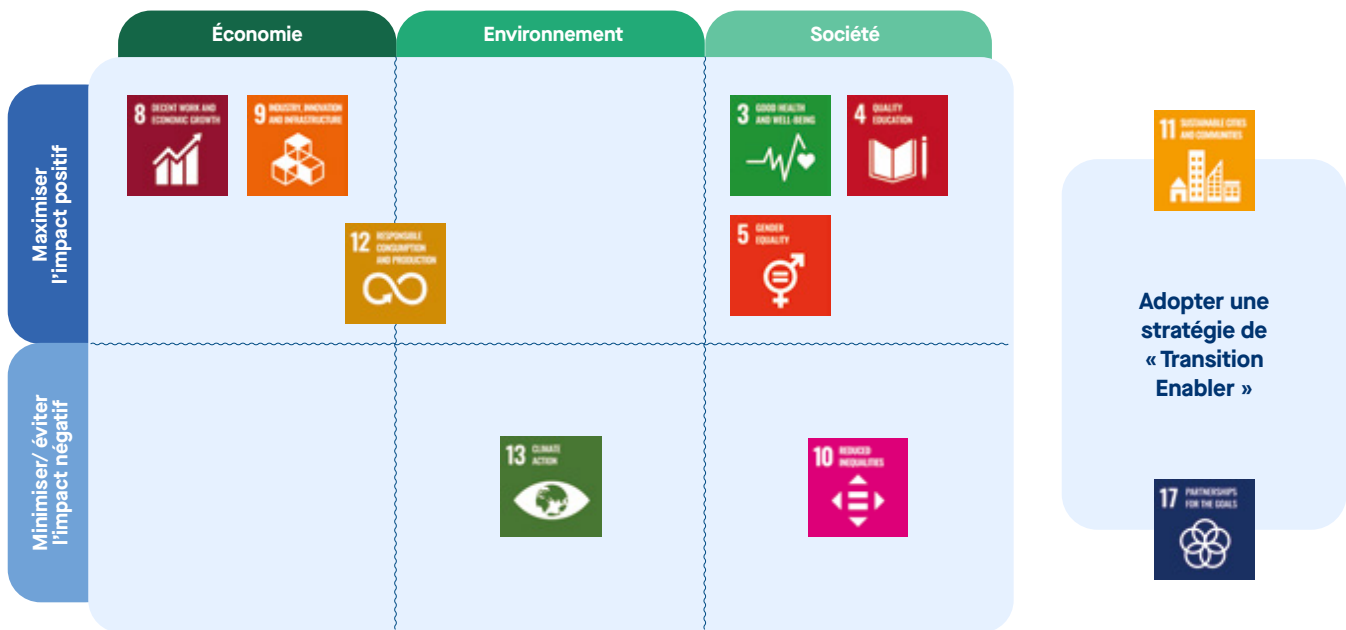 Économie
Environnement
Société
Maximiser
l'impact positif
8 DECENT WORK AND
ECONOMIC GROWTH
9 INDUSTRY, INNOVATION
AND INFRASTRUCTURE
12 RESPONSIBLE
CONSUMPTION
AND PRODUCTION
3 GOOD HEALTH
AND WELL-BEING
4 QUALITY
EDUCATION
5 GENDER
EQUALITY
Minimiser/ éviter
l'impact négatif
13 CLIMATE
ACTION
10 REDUCED
INEQUALITIES
11 SUSTAINABLE CITIES
AND COMMUNITIES
Adopter une
stratégie de
« Transition
Enabler »
17 PARTNERSHIPS
FOR THE GOALS